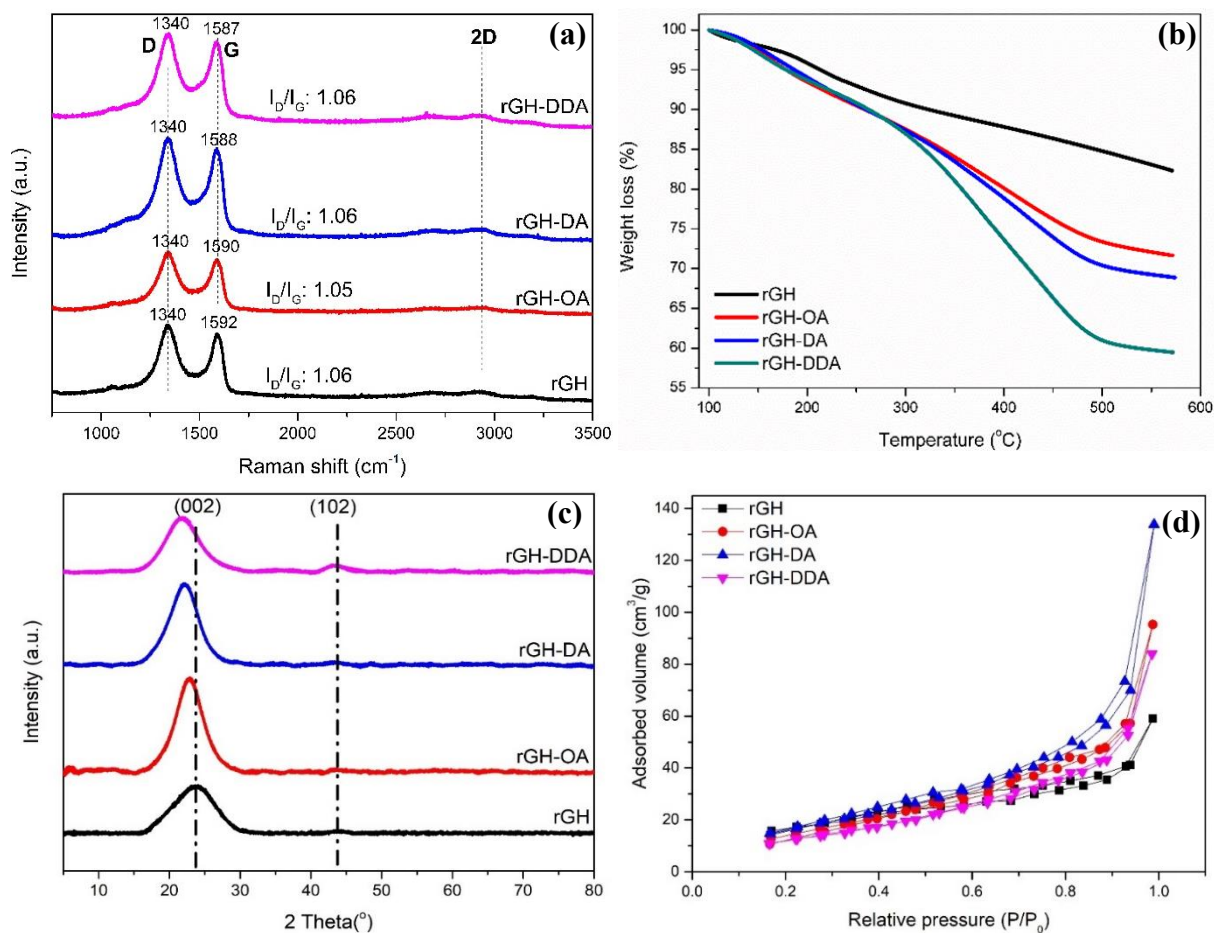 (a)
1340
1587
D
G
2D
I_D/I_G: 1.06
rGH-DDA
1340
1588
I_D/I_G: 1.06
rGH-DA
1340
1590
I_D/I_G: 1.05
rGH-OA
1340
1592
I_D/I_G: 1.06
rGH
Intensity (a.u.)
1000 1500 2000 2500 3000 3500
Raman shift (cm⁻¹)
(b)
100
95
90
85
80
75
70
65
60
55
Weight loss (%)
rGH
rGH-OA
rGH-DA
rGH-DDA
100 200 300 400 500 600
Temperature (°C)
(c)
(002)
(102)
rGH-DDA
rGH-DA
rGH-OA
rGH
Intensity (a.u.)
10 20 30 40 50 60 70 80
2 Theta(°)
(d)
rGH
rGH-OA
rGH-DA
rGH-DDA
140
120
100
80
60
40
20
0
Adsorbed volume (cm³/g)
0.0 0.2 0.4 0.6 0.8 1.0
Relative pressure (P/P₀)